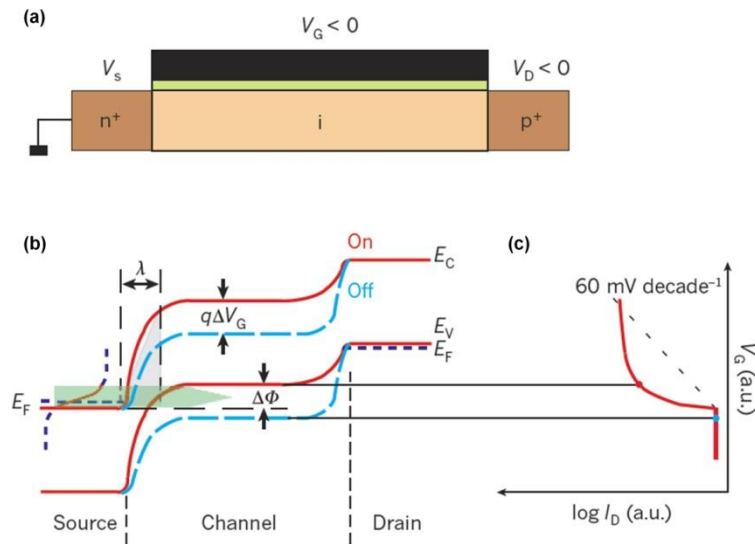 (a)
V_G < 0
V_s
V_D < 0
n⁺
i
p⁺
(b)
(c)
λ
On
E_C
Off
60 mV decade⁻¹
qΔV_G
E_V
E_F
V_G (a.u.)
E_F
ΔΦ
log I_D (a.u.)
Source
Channel
Drain